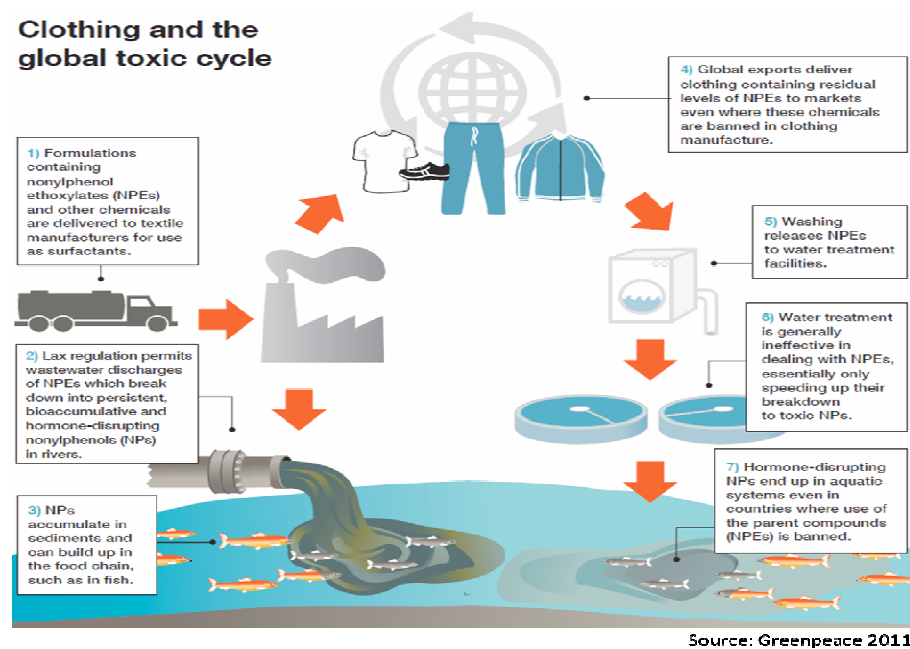 Clothing and the
global toxic cycle
1) Formulations
containing
nonylphenol
ethoxylates (NPEs)
and other chemicals
are delivered to textile
manufacturers for use
as surfactants.
2) Lax regulation permits
wastewater discharges
of NPEs which break
down into persistent,
bioaccumulative and
hormone-disrupting
nonylphenols (NPs)
in rivers.
3) NPs
accumulate in
sediments and
can build up in
the food chain,
such as in fish.
4) Global exports deliver
clothing containing residual
levels of NPEs to markets
even where these chemicals
are banned in clothing
manufacture.
5) Washing
releases NPEs
to water treatment
facilities.
6) Water treatment
is generally
ineffective in
dealing with NPEs,
essentially only
speeding up their
breakdown
to toxic NPs.
7) Hormone-disrupting
NPs end up in aquatic
systems even in
countries where use of
the parent compounds
(NPEs) is banned.
Source: Greenpeace 2011